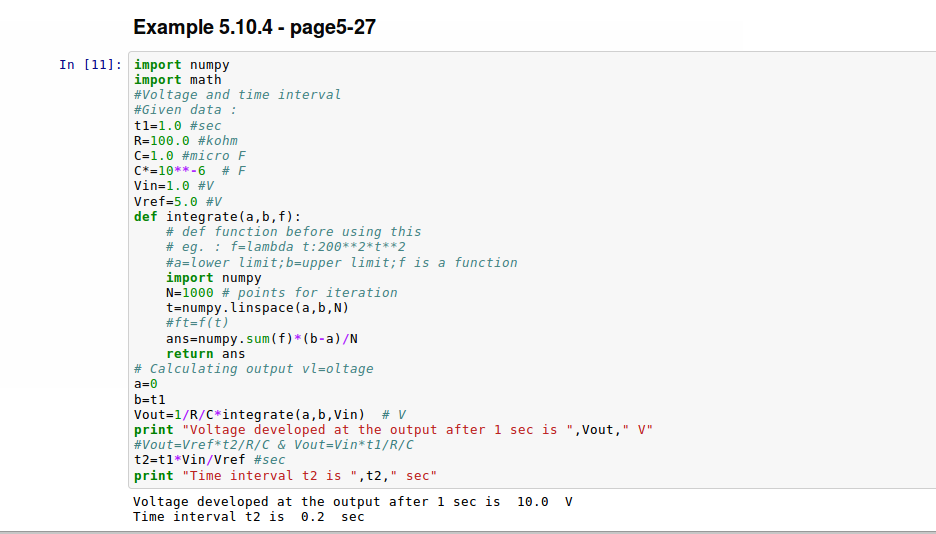 Example 5.10.4 - page5-27
In [11]: import numpy
import math
#Voltage and time interval
#Given data :
t1=1.0 #sec
R=100.0 #kohm
C=1.0 #micro F
C*=10**-6  # F
Vin=1.0 #V
Vref=5.0 #V
def integrate(a,b,f):
    # def function before using this
    # eg. : f=lambda t:200**2*t**2
    #a=lower limit;b=upper limit;f is a function
    import numpy
    N=1000 # points for iteration
    t=numpy.linspace(a,b,N)
    #ft=f(t)
    ans=numpy.sum(f)*(b-a)/N
    return ans
# Calculating output vl=oltage
a=0
b=t1
Vout=1/R/C*integrate(a,b,Vin)  # V
print "Voltage developed at the output after 1 sec is ",Vout," V"
#Vout=Vref*t2/R/C & Vout=Vin*t1/R/C
t2=t1*Vin/Vref #sec
print "Time interval t2 is ",t2," sec"
Voltage developed at the output after 1 sec is  10.0  V
Time interval t2 is  0.2  sec